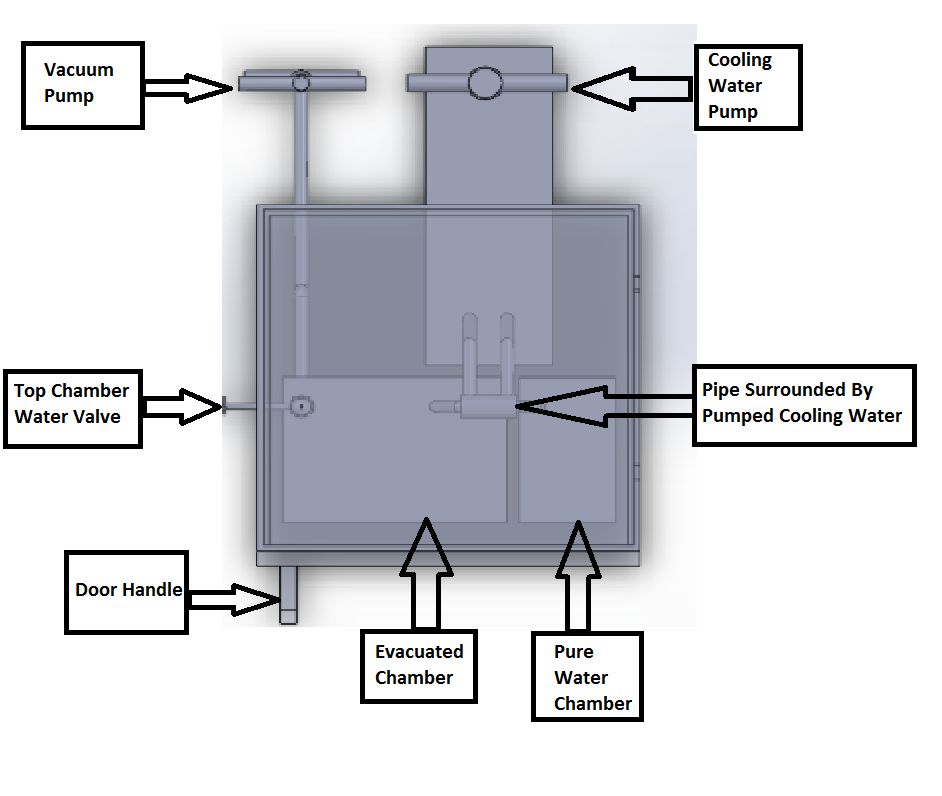 Vacuum
Pump
Cooling
Water
Pump
Top Chamber
Water Valve
Pipe Surrounded By
Pumped Cooling Water
Door Handle
Evacuated
Chamber
Pure
Water
Chamber